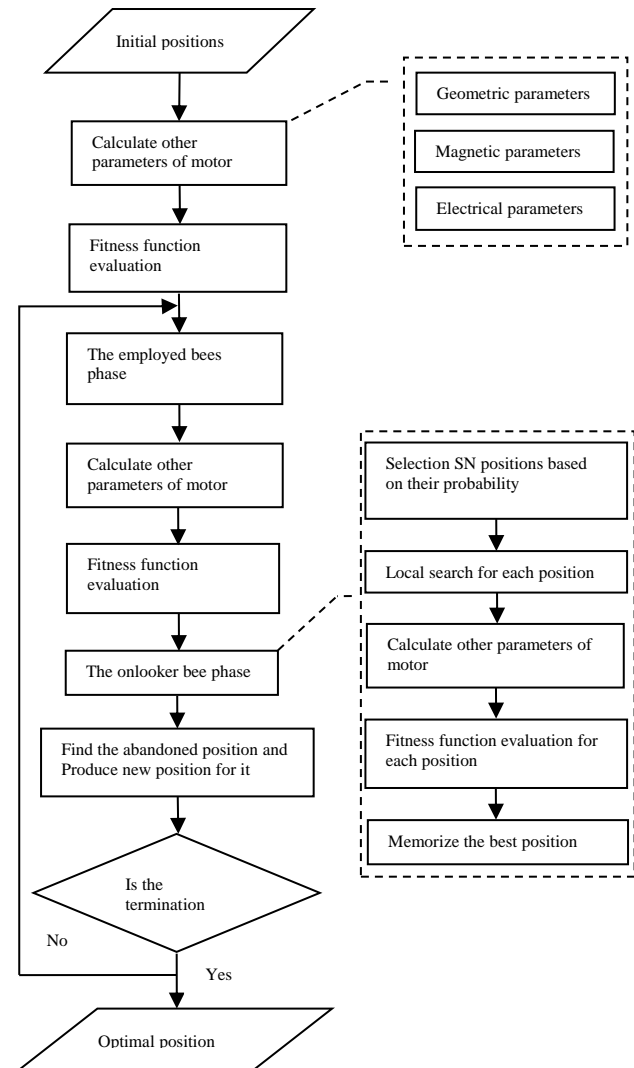 Initial positions
Calculate other
parameters of motor
Fitness function
evaluation
The employed bees
phase
Calculate other
parameters of motor
Fitness function
evaluation
The onlooker bee phase
Find the abandoned position and
Produce new position for it
Is the
termination
No
Yes
Optimal position
Geometric parameters
Magnetic parameters
Electrical parameters
Selection SN positions based
on their probability
Local search for each position
Calculate other parameters of
motor
Fitness function evaluation for
each position
Memorize the best position